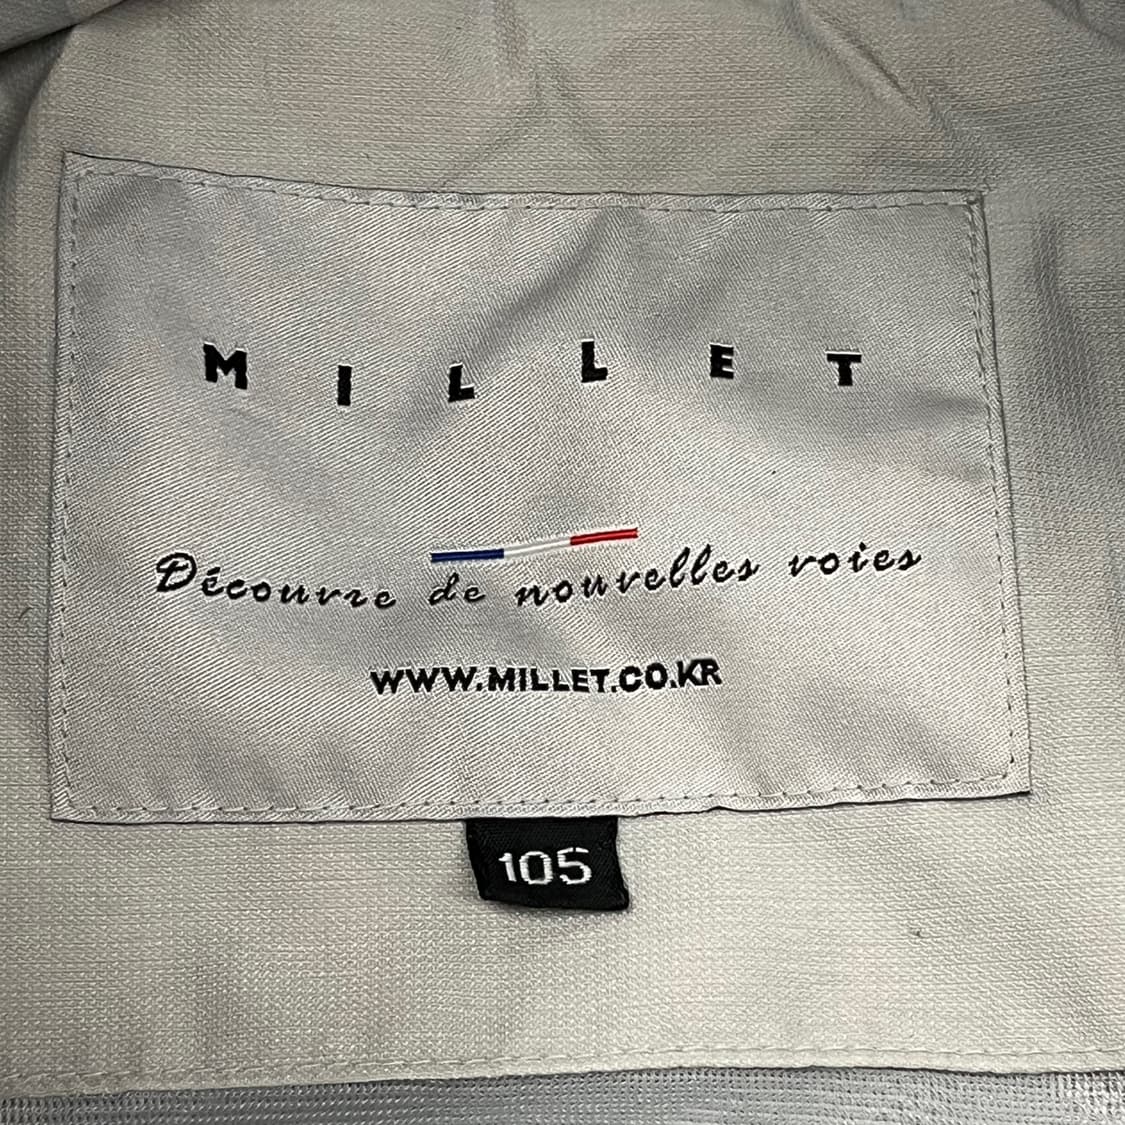 MILLET
Découvre de nouvelles voies
WWW.MILLET.CO.KR
105